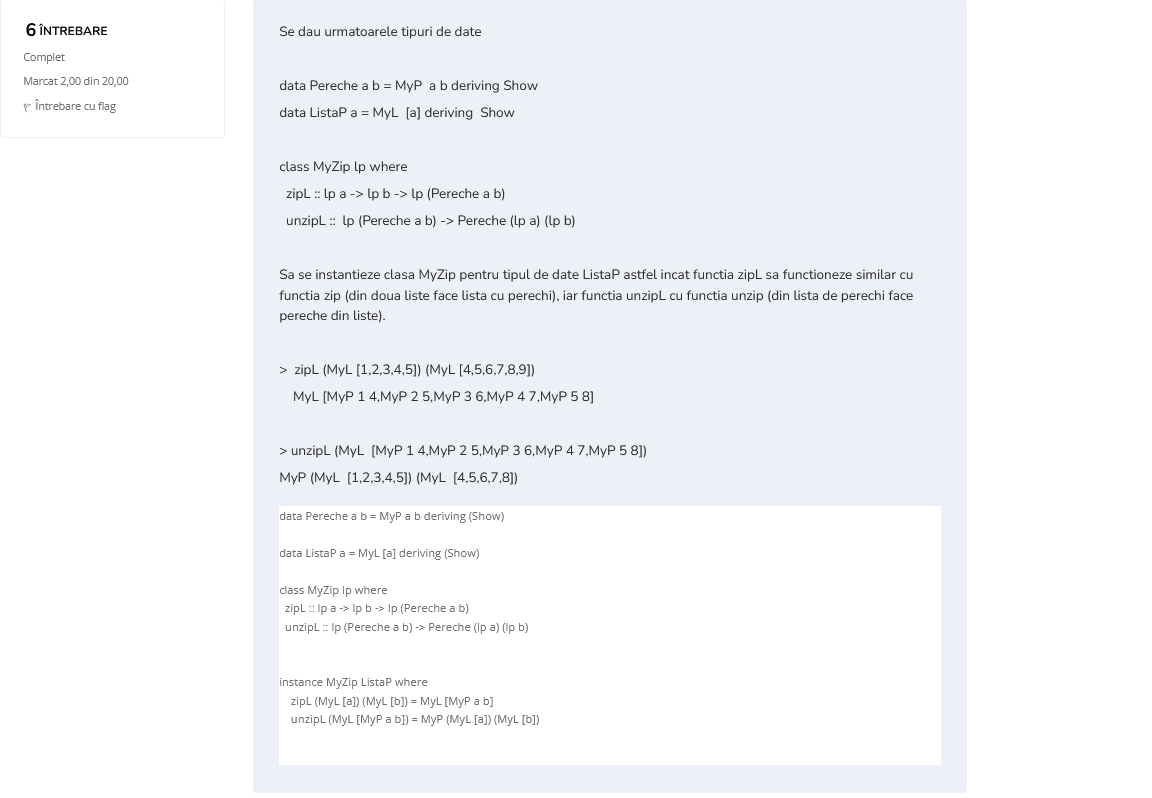 6 ÎNTREBARE
Complet
Marcat 2,00 din 20,00
Întrebare cu flag
Se dau urmatoarele tipuri de date
data Pereche a b = MyP  a b deriving Show
data ListaP a = MyL  [a] deriving  Show
class MyZip lp where
  zipL :: lp a -> lp b -> lp (Pereche a b)
  unzipL ::  lp (Pereche a b) -> Pereche (lp a) (lp b)
Sa se instantieze clasa MyZip pentru tipul de date ListaP astfel incat functia zipL sa functioneze similar cu
functia zip (din doua liste face lista cu perechi), iar functia unzipL cu functia unzip (din lista de perechi face
pereche din liste).
>  zipL (MyL [1,2,3,4,5]) (MyL [4,5,6,7,8,9])
    MyL [MyP 1 4,MyP 2 5,MyP 3 6,MyP 4 7,MyP 5 8]
> unzipL (MyL  [MyP 1 4,MyP 2 5,MyP 3 6,MyP 4 7,MyP 5 8])
MyP (MyL  [1,2,3,4,5]) (MyL  [4,5,6,7,8])
data Pereche a b = MyP a b deriving (Show)
data ListaP a = MyL [a] deriving (Show)
class MyZip lp where
  zipL :: lp a -> lp b -> lp (Pereche a b)
  unzipL :: lp (Pereche a b) -> Pereche (lp a) (lp b)
instance MyZip ListaP where
    zipL (MyL [a]) (MyL [b]) = MyL [MyP a b]
    unzipL (MyL [MyP a b]) = MyP (MyL [a]) (MyL [b])